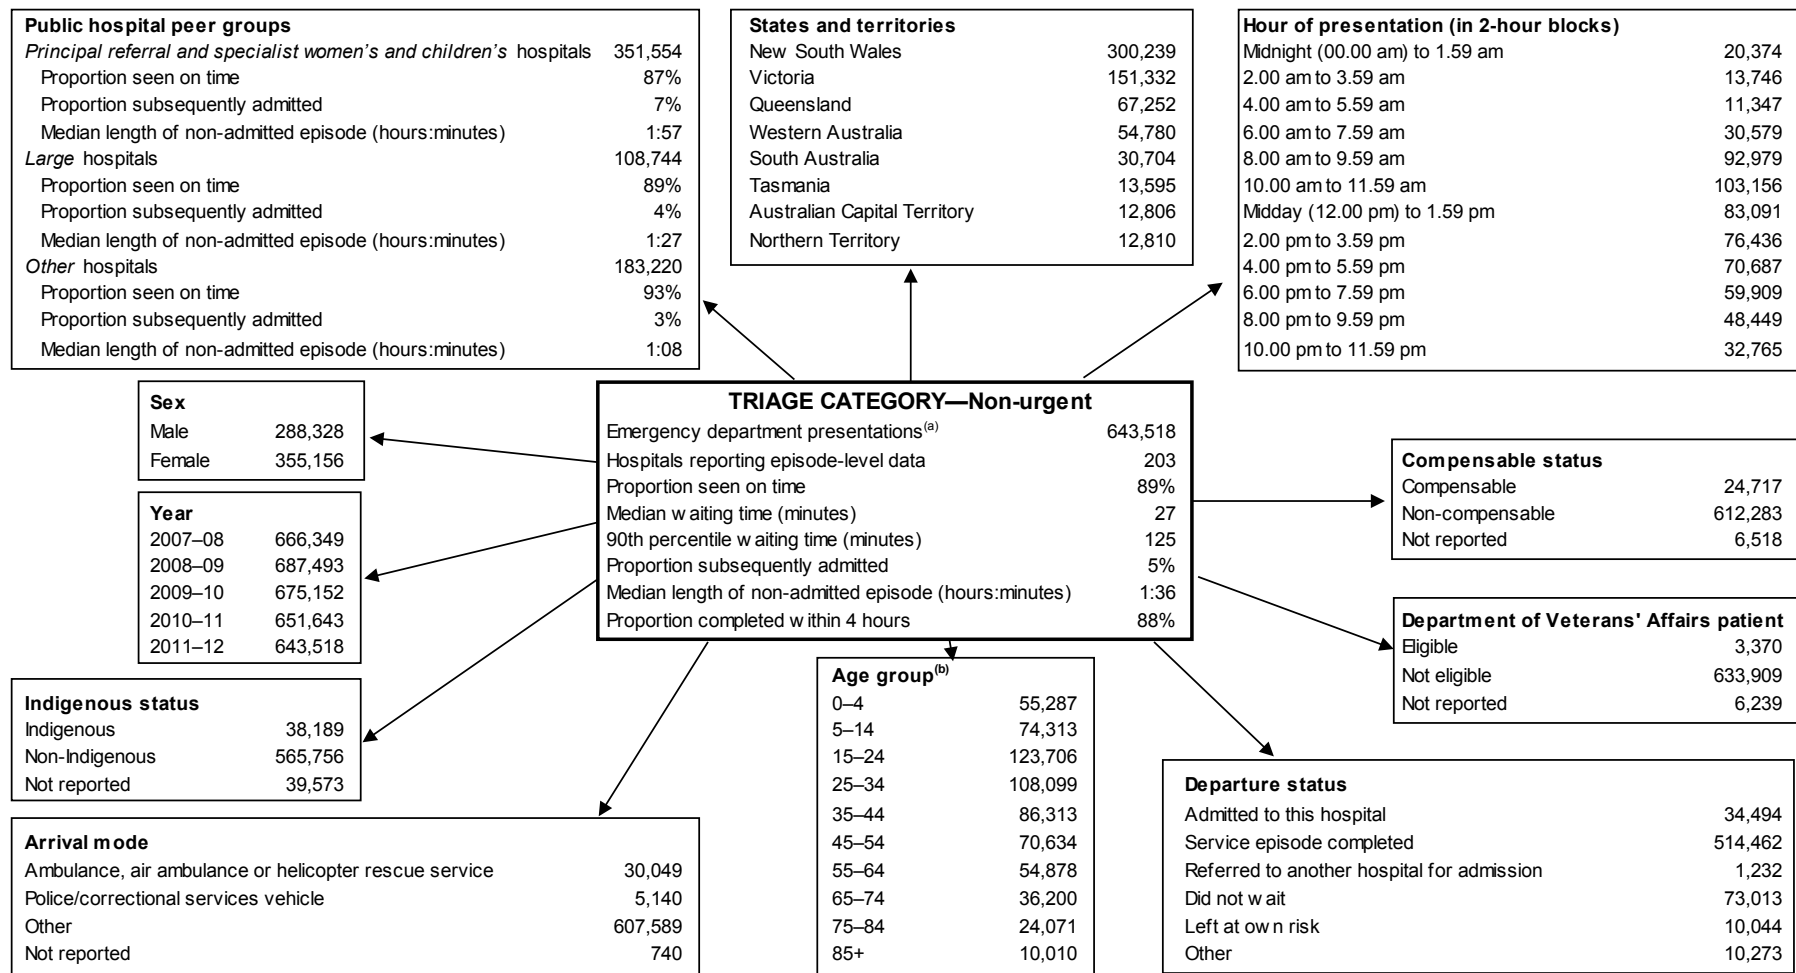 Public hospital peer groups
Principal referral and specialist women's and children's hospitals 351,554
Proportion seen on time 87%
Proportion subsequently admitted 7%
Median length of non-admitted episode (hours:minutes) 1:57
Large hospitals 108,744
Proportion seen on time 89%
Proportion subsequently admitted 4%
Median length of non-admitted episode (hours:minutes) 1:27
Other hospitals 183,220
Proportion seen on time 93%
Proportion subsequently admitted 3%
Median length of non-admitted episode (hours:minutes) 1:08
States and territories
New South Wales 300,239
Victoria 151,332
Queensland 67,252
Western Australia 54,780
South Australia 30,704
Tasmania 13,595
Australian Capital Territory 12,806
Northern Territory 12,810
Hour of presentation (in 2-hour blocks)
Midnight (00.00 am) to 1.59 am 20,374
2.00 am to 3.59 am 13,746
4.00 am to 5.59 am 11,347
6.00 am to 7.59 am 30,579
8.00 am to 9.59 am 92,979
10.00 am to 11.59 am 103,156
Midday (12.00 pm) to 1.59 pm 83,091
2.00 pm to 3.59 pm 76,436
4.00 pm to 5.59 pm 70,687
6.00 pm to 7.59 pm 59,909
8.00 pm to 9.59 pm 48,449
10.00 pm to 11.59 pm 32,765
Sex
Male 288,328
Female 355,156
TRIAGE CATEGORY—Non-urgent
Emergency department presentations(a) 643,518
Hospitals reporting episode-level data 203
Proportion seen on time 89%
Median waiting time (minutes) 27
90th percentile waiting time (minutes) 125
Proportion subsequently admitted 5%
Median length of non-admitted episode (hours:minutes) 1:36
Proportion completed within 4 hours 88%
Compensable status
Compensable 24,717
Non-compensable 612,283
Not reported 6,518
Year
2007–08 666,349
2008–09 687,493
2009–10 675,152
2010–11 651,643
2011–12 643,518
Department of Veterans' Affairs patient
Eligible 3,370
Not eligible 633,909
Not reported 6,239
Indigenous status
Indigenous 38,189
Non-Indigenous 565,756
Not reported 39,573
Age group(b)
0–4 55,287
5–14 74,313
15–24 123,706
25–34 108,099
35–44 86,313
45–54 70,634
55–64 54,878
65–74 36,200
75–84 24,071
85+ 10,010
Departure status
Admitted to this hospital 34,494
Service episode completed 514,462
Referred to another hospital for admission 1,232
Did not wait 73,013
Left at own risk 10,044
Other 10,273
Arrival mode
Ambulance, air ambulance or helicopter rescue service 30,049
Police/correctional services vehicle 5,140
Other 607,589
Not reported 740